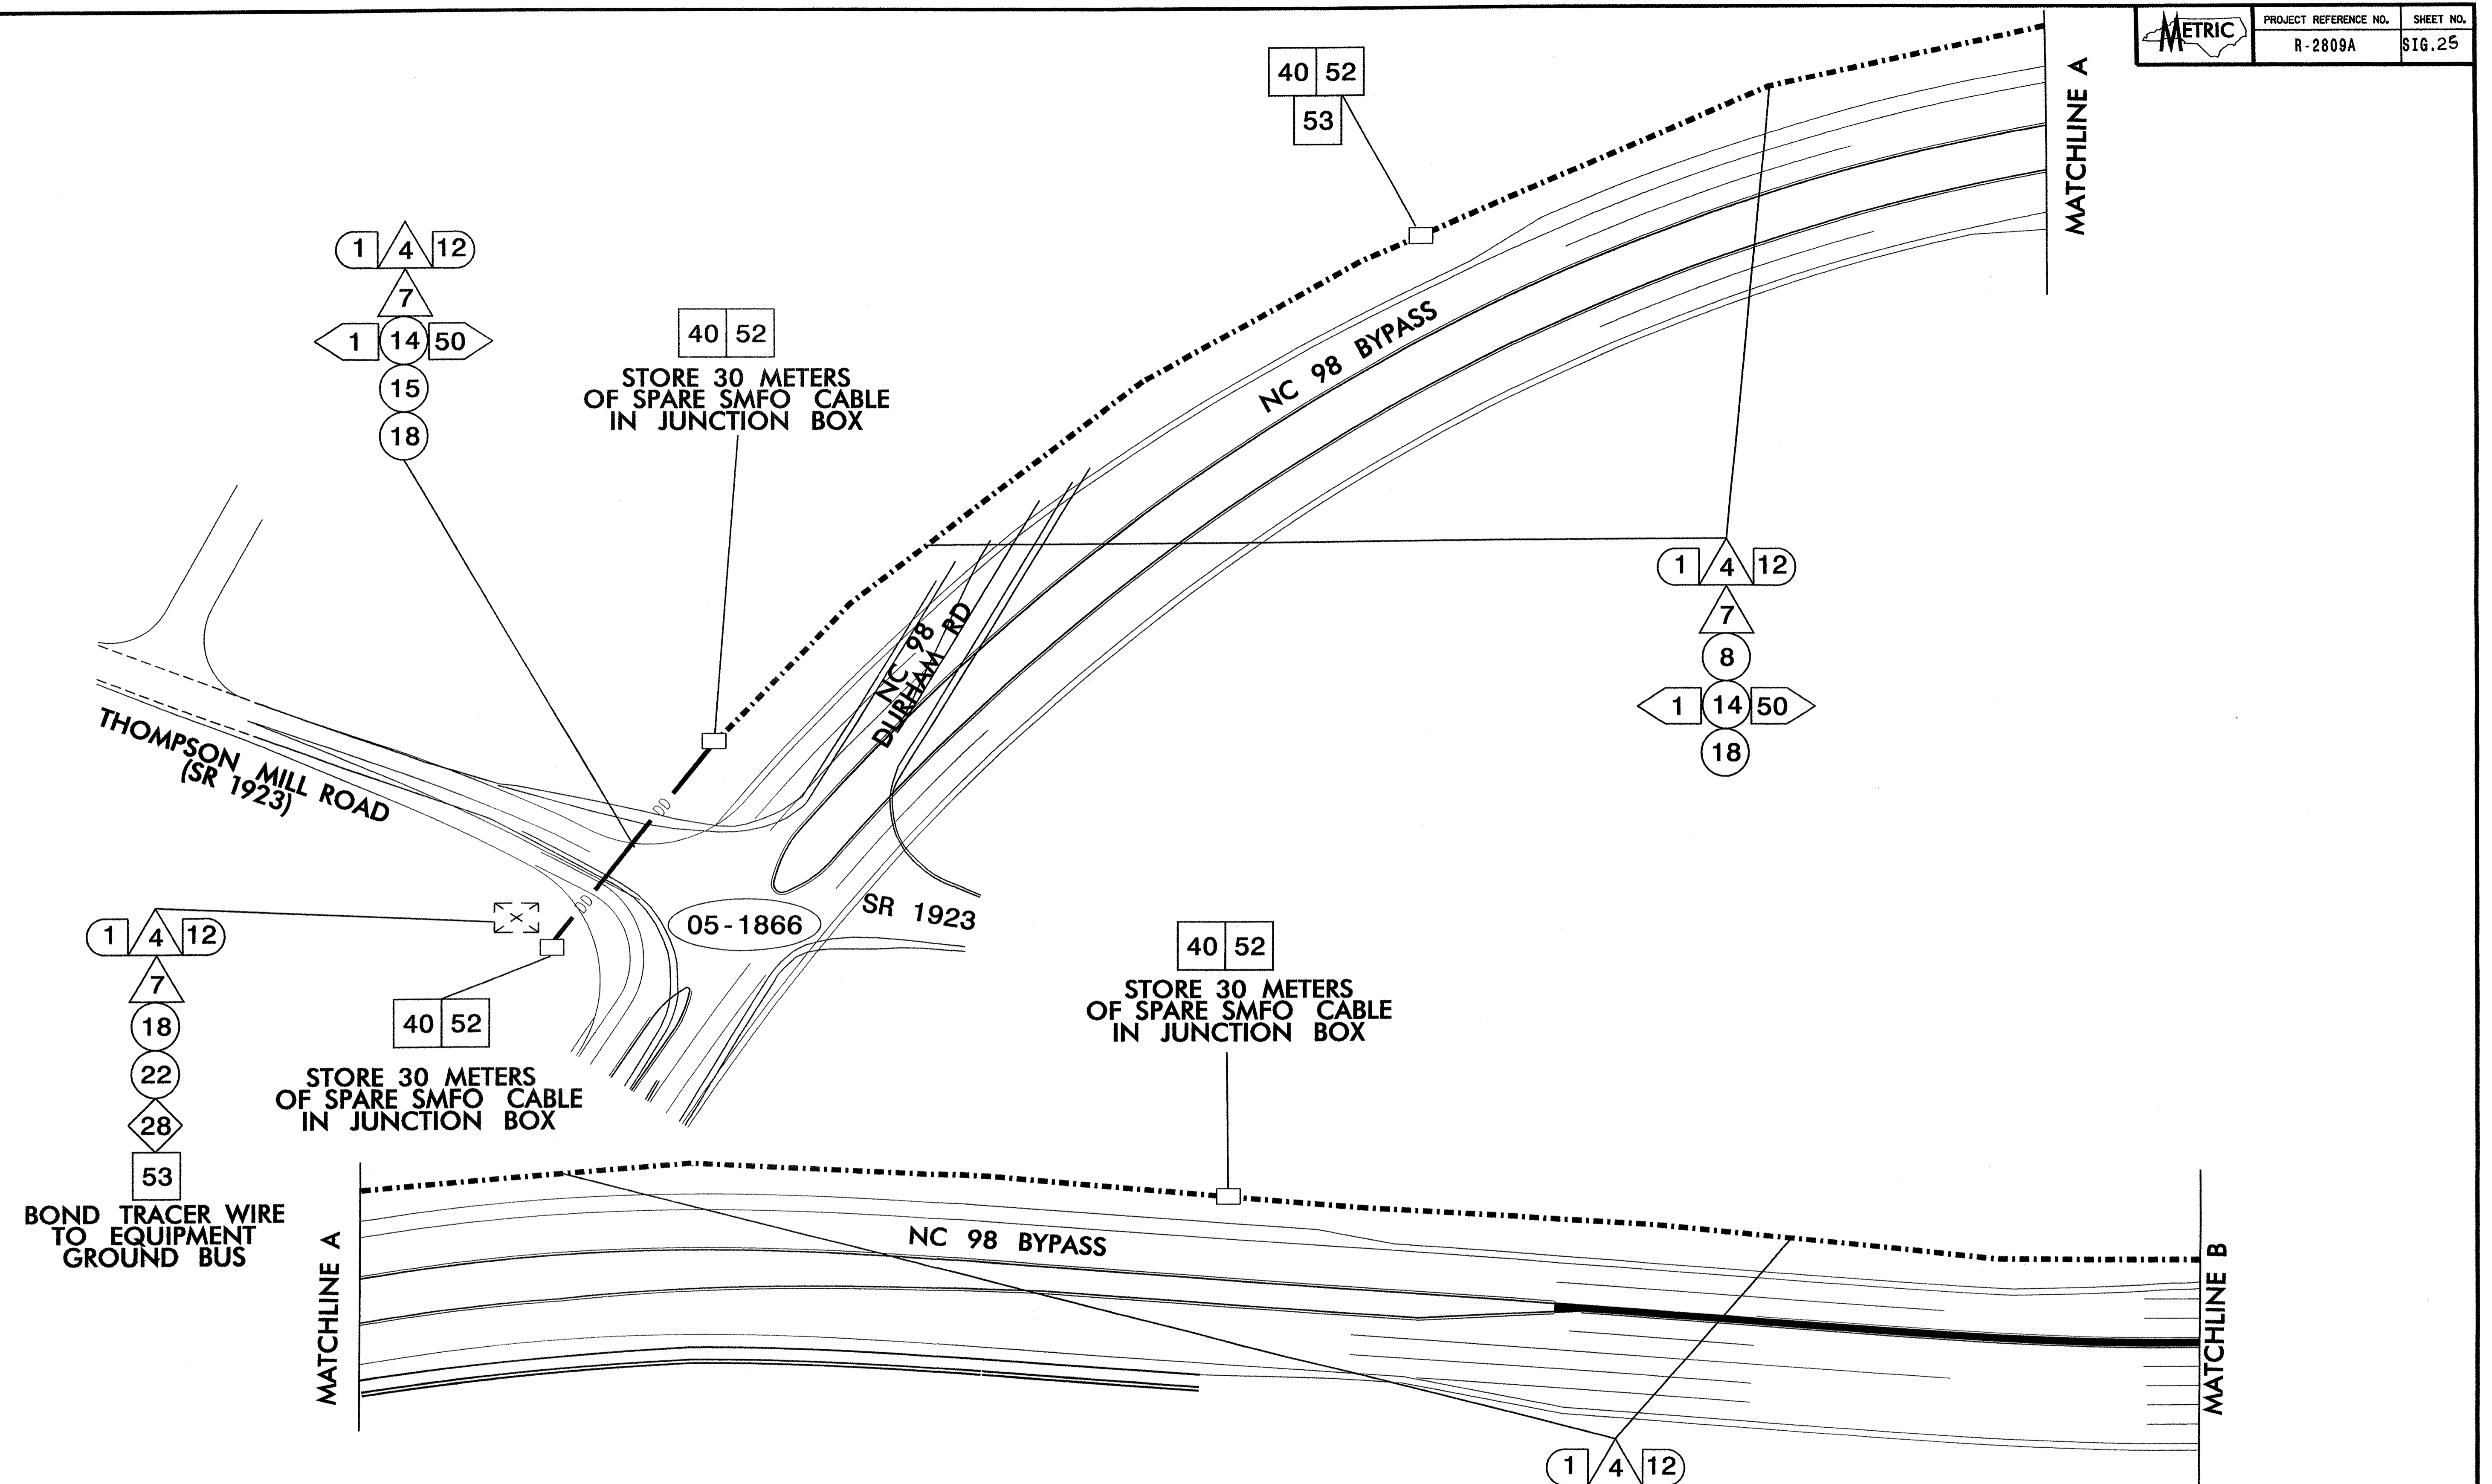 METRIC
PROJECT REFERENCE NO.
SHEET NO.
R-2809A
SIG.25
MATCHLINE A
40 52
53
1 4 12
7
1 14 50
15
18
40 52
STORE 30 METERS
OF SPARE SMFO CABLE
IN JUNCTION BOX
NC 98 BYPASS
1 4 12
7
8
1 14 50
18
NC 98
DURHAM RD
THOMPSON MILL ROAD
(SR 1923)
05-1866
SR 1923
1 4 12
7
18
22
28
53
BOND TRACER WIRE
TO EQUIPMENT
GROUND BUS
40 52
STORE 30 METERS
OF SPARE SMFO CABLE
IN JUNCTION BOX
40 52
STORE 30 METERS
OF SPARE SMFO CABLE
IN JUNCTION BOX
MATCHLINE A
NC 98 BYPASS
MATCHLINE B
1 4 12